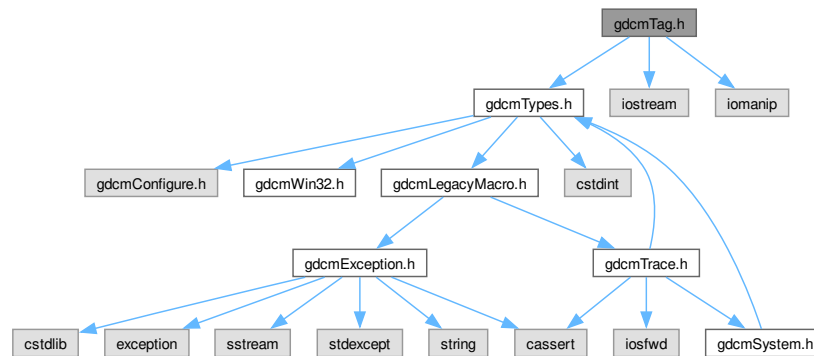 gdcmTag.h
gdcmTypes.h
iostream
iomanip
gdcmConfigure.h
gdcmWin32.h
gdcmLegacyMacro.h
cstdint
gdcmException.h
gdcmTrace.h
cstdlib
exception
sstream
stdexcept
string
cassert
iosfwd
gdcmSystem.h